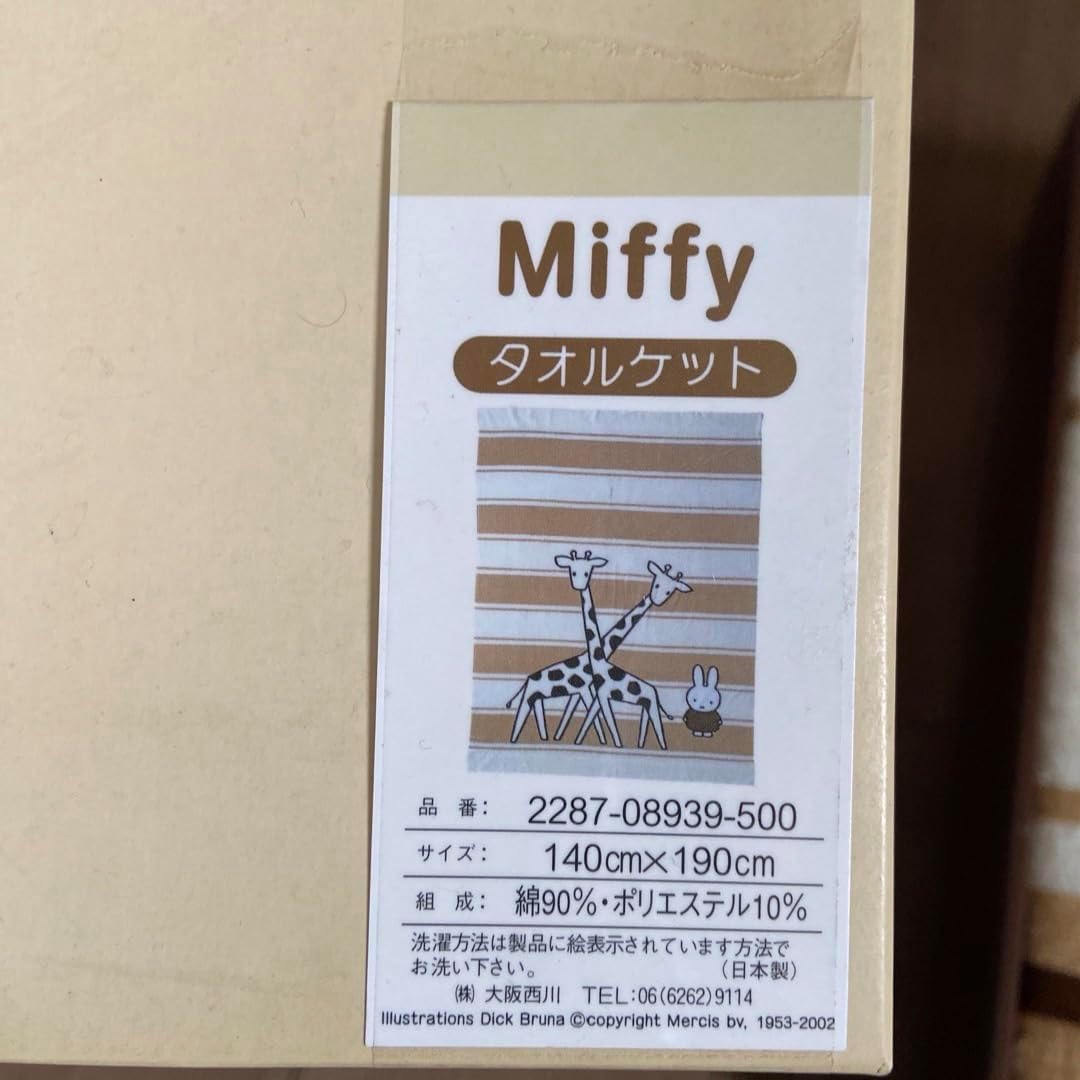 Miffy
タオルケット
品 番: 2287-08939-500
サイズ: 140cm×190cm
組 成: 綿90%・ポリエステル10%
洗濯方法は製品に絵表示されています方法で
お洗い下さい。 (日本製)
㈱ 大阪西川 TEL:06(6262)9114
Illustrations Dick Bruna ©copyright Mercis bv, 1953-2002